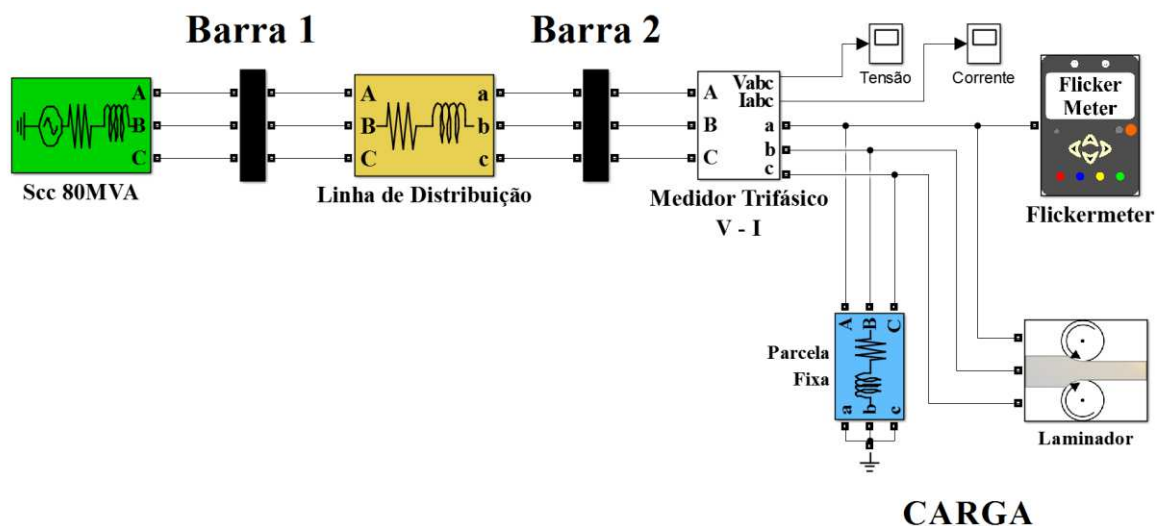 Barra 1
Barra 2
Tensão
Corrente
Vabc
Iabc
A
B
C
A
B
C
a
b
c
A
B
C
a
b
c
Flicker
Meter
Scc 80MVA
Linha de Distribuição
Medidor Trifásico
V - I
Flickermeter
A
B
C
Parcela
Fixa
a
b
c
Laminador
CARGA